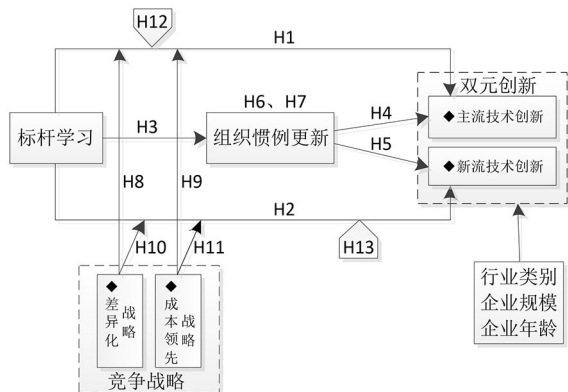 H12
H1
双元创新
H6、H7
◆主流技术创新
标杆学习
H3
组织惯例更新
H4
H5
◆新流技术创新
H8
H9
H2
H10
H11
H13
◆差异化战略
◆成本领先战略
竞争战略
行业类别
企业规模
企业年龄